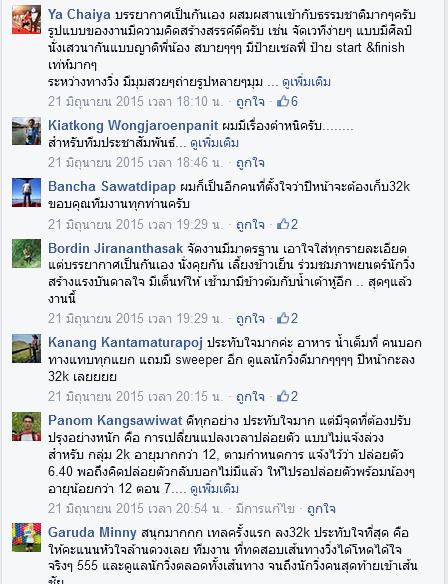 Ya Chaiya บรรยากาศเป็นกันเอง ผสมผสานเข้ากับธรรมชาติมากๆครับ
รูปแบบของงานมีความคิดสร้างสรรค์ดีครับ เช่น จัดเวทีง่ายๆ แบบมีศิลป์
นั่งเสวนากันแบบญาติพี่น้อง สบายๆๆๆ มีป้ายเซลฟี่ ป้าย start &finish
เท่ห์มากๆ
ระหว่างทางวิ่ง มีมุมสวยๆถ่ายรูปหลายๆมุม ... ดูเพิ่มเติม
21 มิถุนายน 2015 เวลา 18:10 น. · ถูกใจ · 6
Kiatkong Wongjaroenpanit ผมมีเรื่องตำหนิครับ........
สำหรับทีมประชาสัมพันธ์... ดูเพิ่มเติม
21 มิถุนายน 2015 เวลา 18:46 น. · ถูกใจ
Bancha Sawatdipap ผมก็เป็นอีกคนที่ตั้งใจว่าปีหน้าจะต้องเก็บ32k
ขอบคุณทีมงานทุกท่านครับ
21 มิถุนายน 2015 เวลา 19:29 น. · ถูกใจ · 2
Bordin Jirananthasak จัดงานมีมาตรฐาน เอาใจใส่ทุกรายละเอียด
แต่บรรยากาศเป็นกันเอง นั่งคุยกัน เลี้ยงข้าวเย็น ร่วมชมภาพยนตร์นักวิ่ง
สร้างแรงบันดาลใจ มีเต็นท์ให้ เช้ามามีข้าวต้มกับน้ำเต้าหู้อีก .. สุดๆแล้ว
งานนี้
21 มิถุนายน 2015 เวลา 19:29 น. · ถูกใจ · 2
Kanang Kantamaturapoj ประทับใจมากค่ะ อาหาร น้ำเต็มที่ คนบอก
ทางแทบทุกแยก แถมมี sweeper อีก ดูแลนักวิ่งดีมากๆๆๆๆ ปีหน้ากะลง
32k เลยยยย
21 มิถุนายน 2015 เวลา 20:15 น. · ถูกใจ · 2
Panom Kangsawiwat ดีทุกอย่าง ประทับใจมาก แต่มีจุดที่ต้องปรับ
ปรุงอย่างหนัก คือ การเปลี่ยนแปลงเวลาปล่อยตัว แบบไม่แจ้งล่วง
สำหรับ กลุ่ม 2k อายุมากกว่า 12, ตามกำหนดการ แจ้งไว้ว่า ปล่อยตัว
6.40 พอถึงคิดปล่อยตัวกลับบอกไม่มีแล้ว ให้ไปรอปล่อยตัวพร้อมน้องๆ
อายุน้อยกว่า 12 ตอน 7.... ดูเพิ่มเติม
21 มิถุนายน 2015 เวลา 20:54 น. · มีการแก้ไข · ถูกใจ
Garuda Minny สนุกมากกก เทลครั้งแรก ลง32k ประทับใจที่สุด คือ
ให้คะแนนหัวใจล้านดวงเลย ทีมงาน ที่ทดสอบเส้นทางวิ่งได้โหดได้ใจ
จริงๆ 555 และดูแลนักวิ่งตลอดทั้งเส้นทาง จนถึงนักวิ่งคนสุดท้ายเข้าเส้น
ชัย